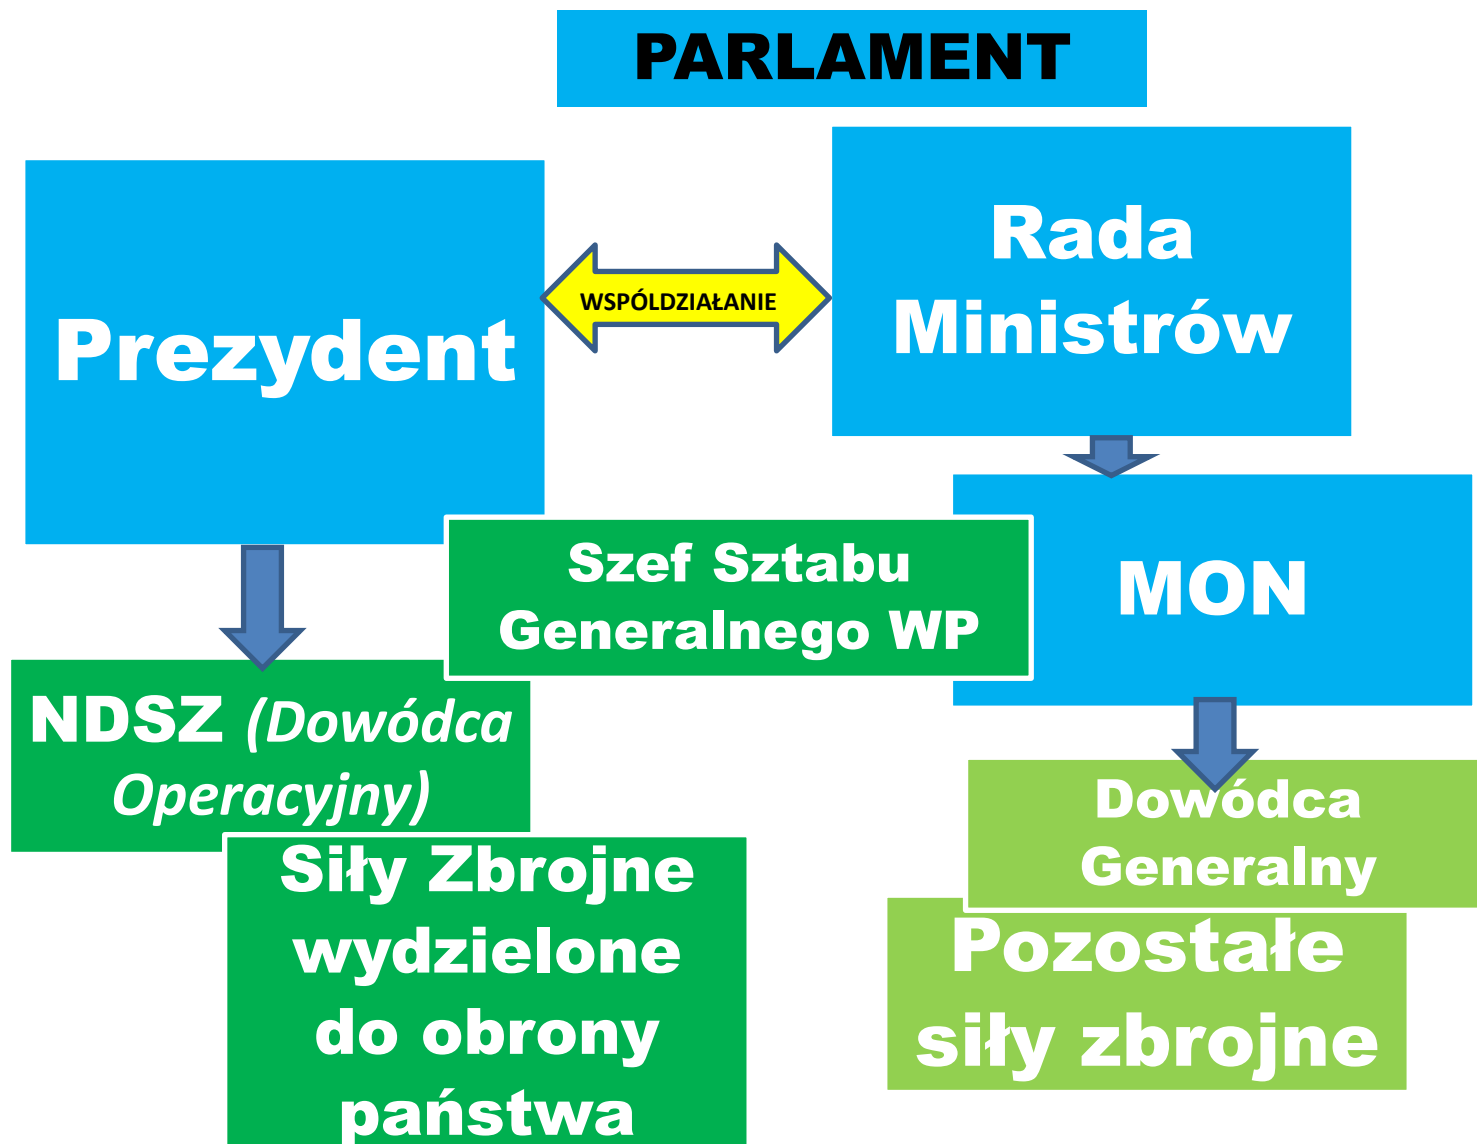 PARLAMENT
Prezydent
WSPÓLDZIAŁANIE
Rada
Ministrów
Szef Sztabu
Generalnego WP
MON
NDSZ (Dowódca
Operacyjny)
Siły Zbrojne
wydzielone
do obrony
państwa
Dowódca
Generalny
Pozostałe
siły zbrojne